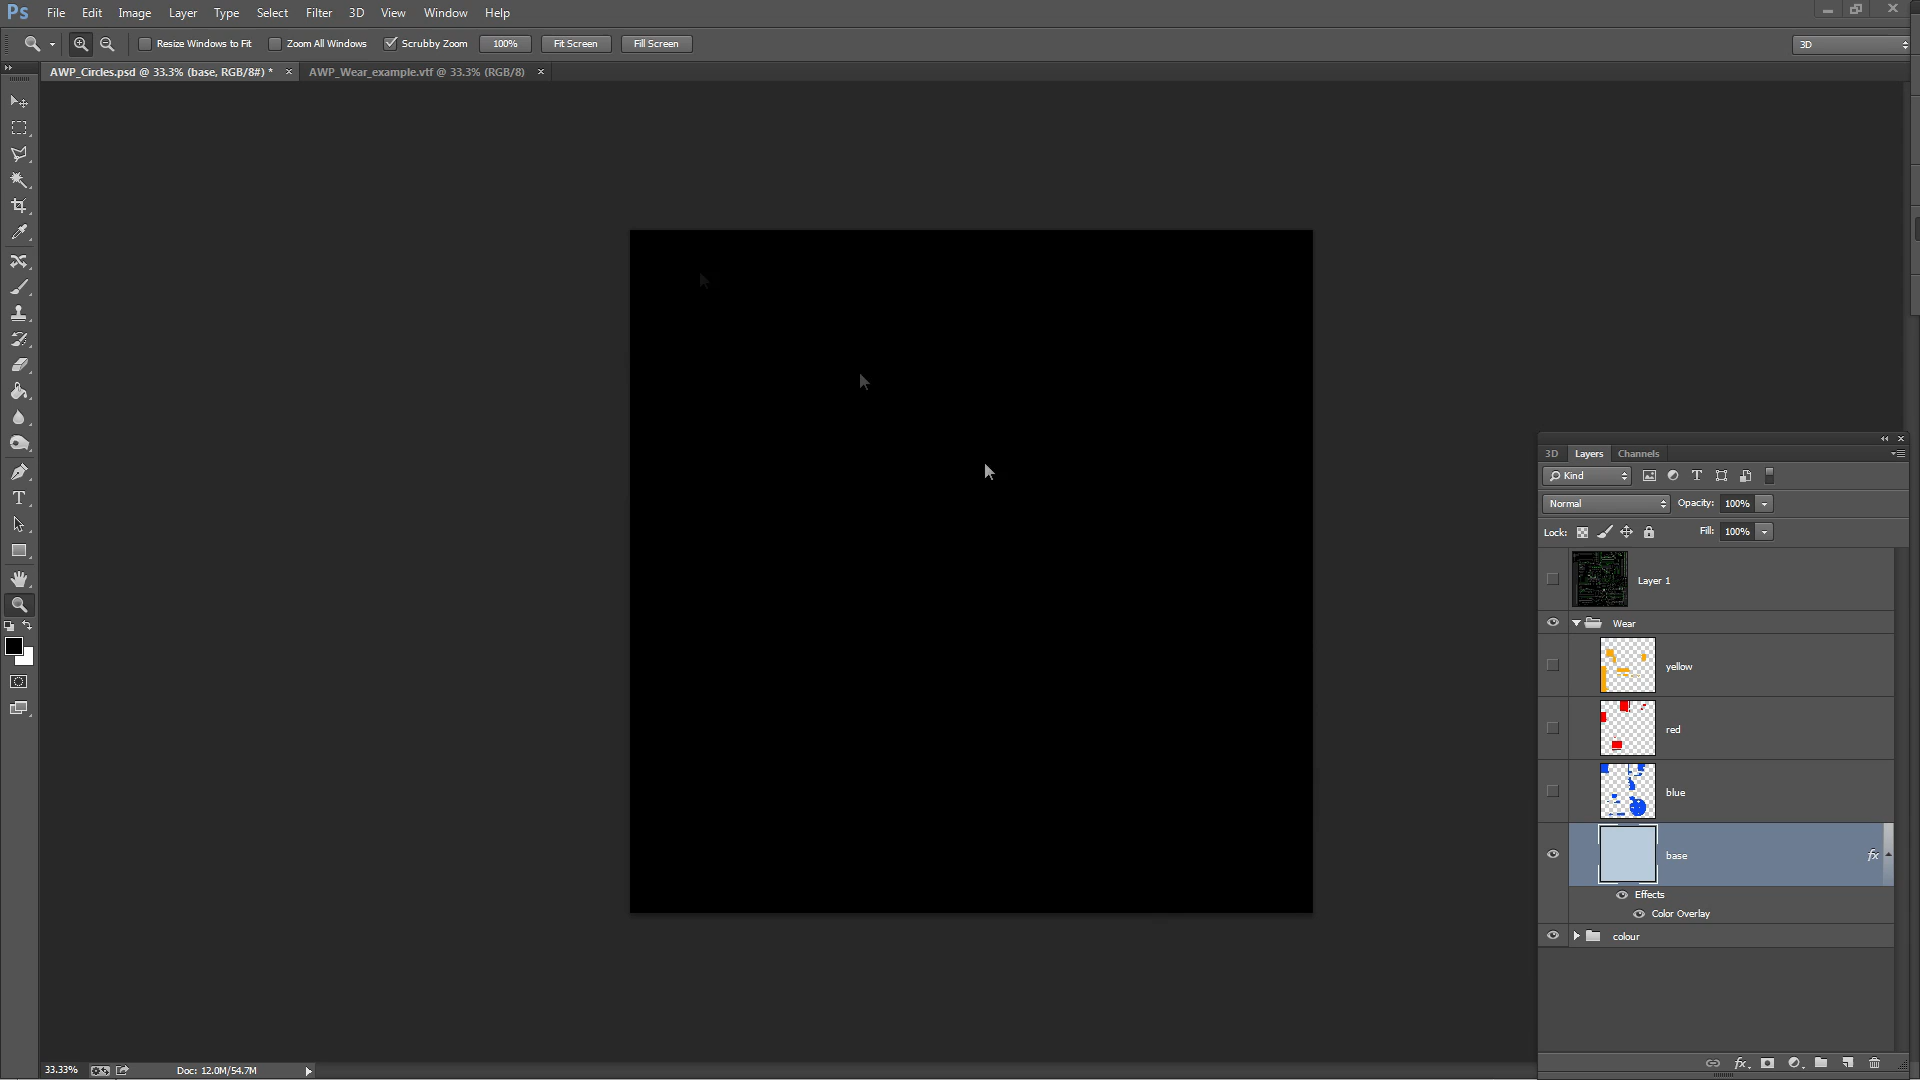 Ps File Edit Image Layer Type Select Filter 3D View Window Help
Resize Windows to Fit Zoom All Windows Scrubby Zoom 100% Fit Screen Fill Screen 3D
AWP_Circles.psd @ 33.3% (base, RGB/8#) * × AWP_Wear_example.vtf @ 33.3% (RGB/8) ×
3D Layers Channels
Kind
Normal Opacity: 100%
Lock: Fill: 100%
Layer 1
Wear
yellow
red
blue
base fx
Effects
Color Overlay
colour
33.33% Doc: 12.0M/54.7M fx